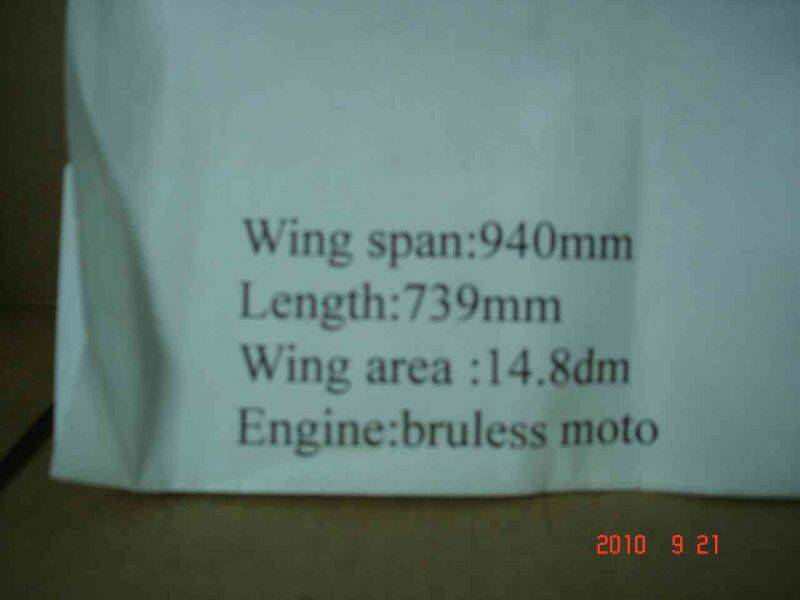 Wing span:940mm
Length:739mm
Wing area :14.8dm
Engine:bruless moto
2010 9 21